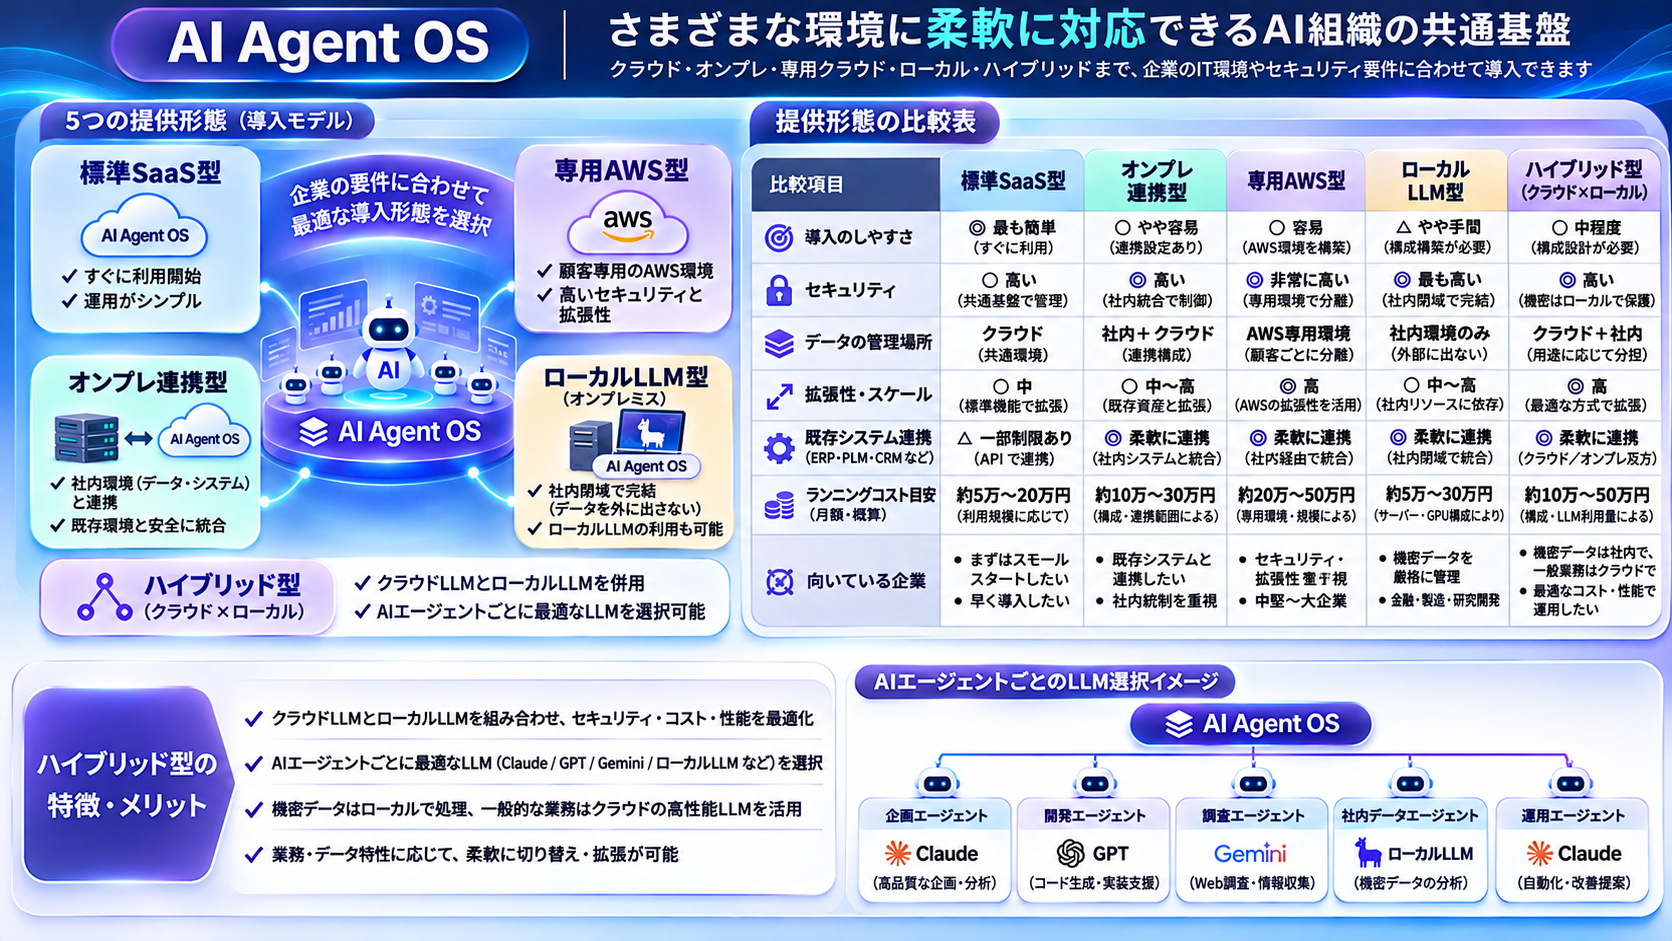 AI Agent OS
さまざまな環境に柔軟に対応できるAI組織の共通基盤
クラウド・オンプレ・専用クラウド・ローカル・ハイブリッドまで、企業のIT環境やセキュリティ要件に合わせて導入できます
5つの提供形態（導入モデル）
標準SaaS型
AI Agent OS
✓ すぐに利用開始
✓ 運用がシンプル
企業の要件に合わせて
最適な導入形態を選択
専用AWS型
aws
✓ 顧客専用のAWS環境
✓ 高いセキュリティと
拡張性
オンプレ連携型
AI Agent OS
✓ 社内環境（データ・システム）
と連携
✓ 既存環境と安全に統合
AI
AI Agent OS
ローカルLLM型
（オンプレミス）
AI Agent OS
✓ 社内閉域で完結
（データを外に出さない）
✓ ローカルLLMの利用も可能
ハイブリッド型
（クラウド×ローカル）
✓ クラウドLLMとローカルLLMを併用
✓ AIエージェントごとに最適なLLMを選択可能
提供形態の比較表
比較項目
標準SaaS型
オンプレ
連携型
専用AWS型
ローカル
LLM型
ハイブリッド型
（クラウド×ローカル）
導入のしやすさ
◎ 最も簡単
（すぐに利用）
○ やや容易
（連携設定あり）
○ 容易
（AWS環境を構築）
△ やや手間
（構成構築が必要）
○ 中程度
（構成設計が必要）
セキュリティ
○ 高い
（共通基盤で管理）
◎ 高い
（社内統合で制御）
◎ 非常に高い
（専用環境で分離）
◎ 最も高い
（社内閉域で完結）
◎ 高い
（機密はローカルで保護）
データの管理場所
クラウド
（共通環境）
社内＋クラウド
（連携構成）
AWS専用環境
（顧客ごとに分離）
社内環境のみ
（外部に出ない）
クラウド＋社内
（用途に応じて分担）
拡張性・スケール
○ 中
（標準機能で拡張）
○ 中〜高
（既存資産と拡張）
◎ 高
（AWSの拡張性を活用）
○ 中〜高
（社内リソースに依存）
◎ 高
（最適な方式で拡張）
既存システム連携
（ERP・PLM・CRMなど）
△ 一部制限あり
（APIで連携）
◎ 柔軟に連携
（社内システムと統合）
◎ 柔軟に連携
（社内経由で統合）
◎ 柔軟に連携
（社内閉域で統合）
◎ 柔軟に連携
（クラウド／オンプレ双方）
ランニングコスト目安
（月額・概算）
約5万〜20万円
（利用規模に応じて）
約10万〜30万円
（構成・連携範囲による）
約20万〜50万円
（専用環境・規模による）
約5万〜30万円
（サーバー・GPU構成により）
約10万〜50万円
（構成・LLM利用量による）
向いている企業
• まずはスモール
スタートしたい
• 早く導入したい
• 既存システムと
連携したい
• 社内統制を重視
• セキュリティ・
拡張性
視
• 中堅〜大企業
• 機密データを
厳格に管理
• 金融・製造・研究開発
• 機密データは社内で、
一般業務はクラウドで
• 最適なコスト・性能で
運用したい
ハイブリッド型の
特徴・メリット
✓ クラウドLLMとローカルLLMを組み合わせ、セキュリティ・コスト・性能を最適化
✓ AIエージェントごとに最適なLLM（Claude / GPT / Gemini / ローカルLLM など）を選択
✓ 機密データはローカルで処理、一般的な業務はクラウドの高性能LLMを活用
✓ 業務・データ特性に応じて、柔軟に切り替え・拡張が可能
AIエージェントごとのLLM選択イメージ
AI Agent OS
企画エージェント
Claude
（高品質な企画・分析）
開発エージェント
GPT
（コード生成・実装支援）
調査エージェント
Gemini
（Web調査・情報収集）
社内データエージェント
ローカルLLM
（機密データの分析）
運用エージェント
Claude
（自動化・改善提案）